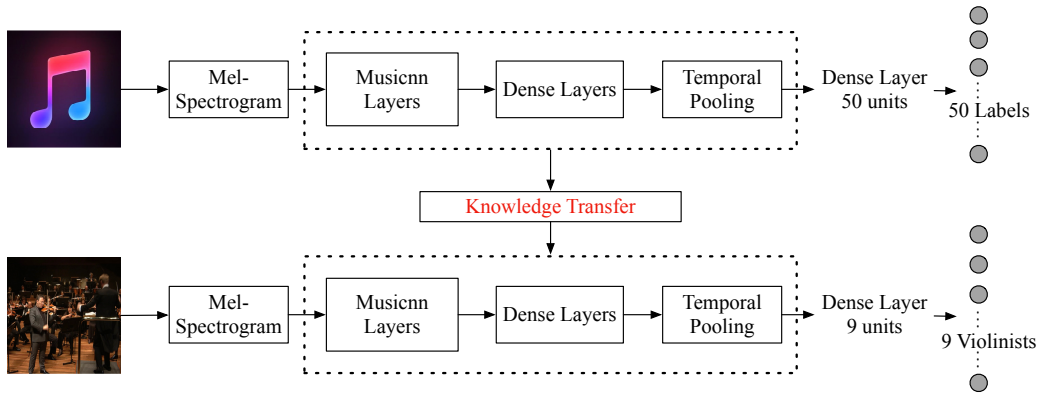 Mel-
Spectrogram
Musicnn
Layers
Dense Layers
Temporal
Pooling
Dense Layer
50 units
50 Labels
Knowledge Transfer
Mel-
Spectrogram
Musicnn
Layers
Dense Layers
Temporal
Pooling
Dense Layer
9 units
9 Violinists